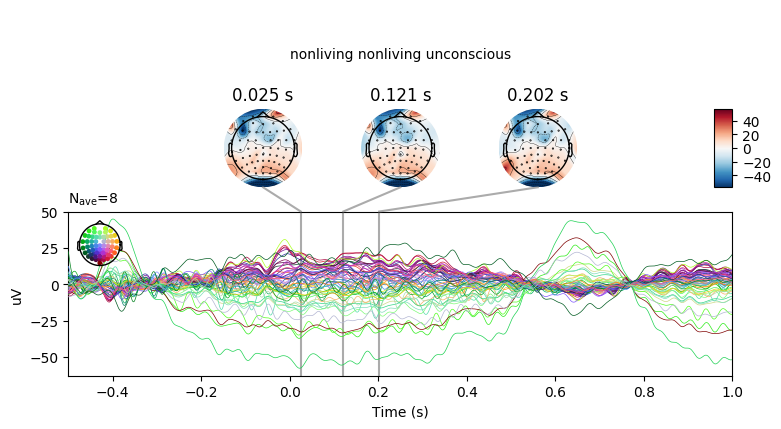 nonliving nonliving unconscious
0.025 s 0.121 s 0.202 s
40
20
0
−20
−40
Nave=8
50
25
0
−25
−50
uV
−0.4 −0.2 0.0 0.2 0.4 0.6 0.8 1.0
Time (s)